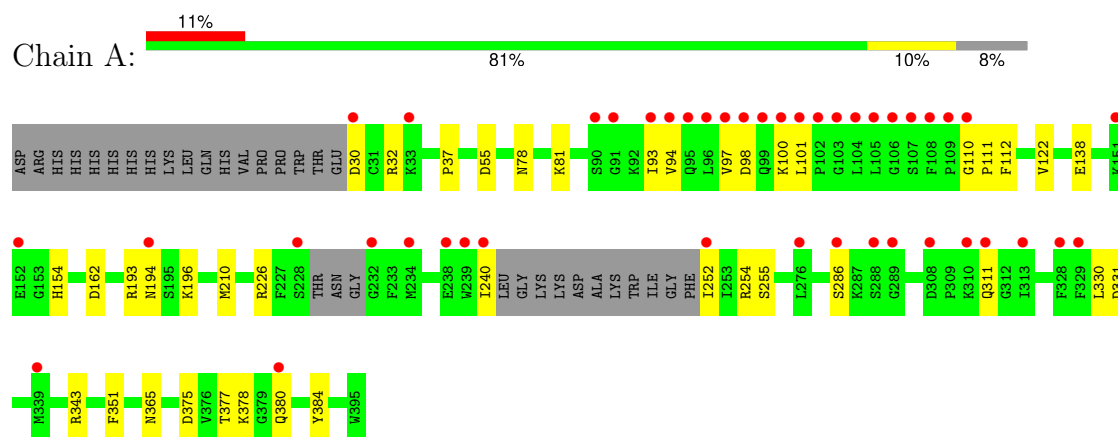 11%
Chain A:
81% 10% 8%
ASP ARG HIS HIS HIS HIS HIS HIS LYS LEU GLN HIS VAL PRO PRO TRP THR GLU D30 C31 R32 K33 P37 D55 N78 K81 S90 G91 K92 I93 V94 Q95 L96 V97 D98 Q99 K100 L101 P102 G103 L104 L105 G106 S107 F108 P109 G110 P111 F112 V122 E138 K151
E152 G153 H154 D162 R193 N194 S195 K196 M210 R226 F227 S228 THR ASN GLY G232 F233 M234 E238 W239 I240 LEU GLY LYS LYS ASP ALA LYS TRP ILE GLY PHE I252 I253 R254 S255 L276 S286 K287 S288 G289 D308 P309 K310 Q311 G312 I313 F328 F329 L330 D331
M339 R343 F351 N365 D375 V376 T377 K378 G379 Q380 Y384 W395